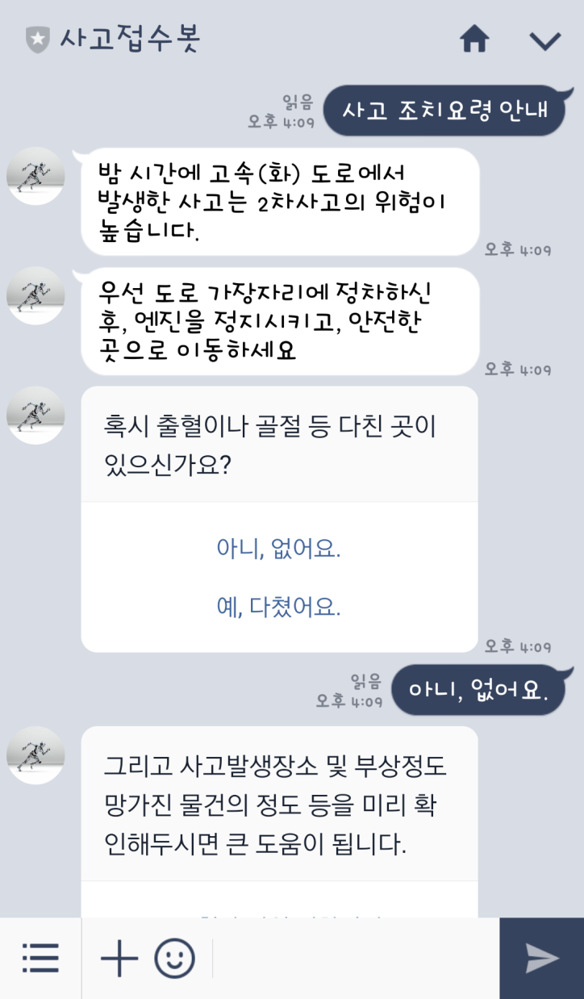 사고접수봇
읽음
오후 4:09
사고 조치요령 안내
밤 시간에 고속(화) 도로에서
발생한 사고는 2차사고의 위험이
높습니다.
오후 4:09
우선 도로 가장자리에 정차하신
후, 엔진을 정지시키고, 안전한
곳으로 이동하세요
오후 4:09
혹시 출혈이나 골절 등 다친 곳이
있으신가요?
아니, 없어요.
예, 다쳤어요.
오후 4:09
읽음
오후 4:09
아니, 없어요.
그리고 사고발생장소 및 부상정도
망가진 물건의 정도 등을 미리 확
인해두시면 큰 도움이 됩니다.